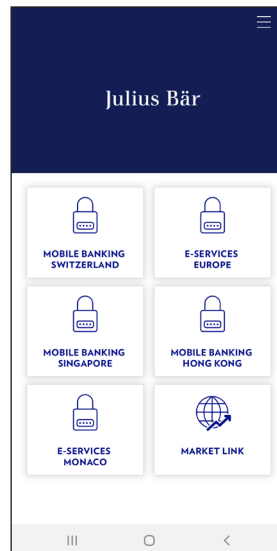 Julius Bär
MOBILE BANKING
SWITZERLAND
E-SERVICES
EUROPE
MOBILE BANKING
SINGAPORE
MOBILE BANKING
HONG KONG
E-SERVICES
MONACO
MARKET LINK